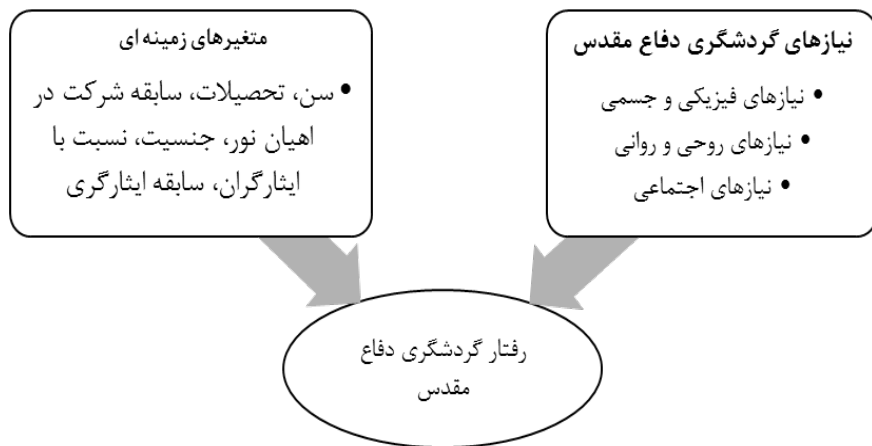 نیازهای گردشگری دفاع مقدس
• نیازهای فیزیکی و جسمی
• نیازهای روحی و روانی
• نیازهای اجتماعی
متغیرهای زمینه ای
• سن، تحصیلات، سابقه شرکت در
اهیان نور، جنسیت، نسبت با
ایثارگران، سابقه ایثارگری
رفتار گردشگری دفاع
مقدس